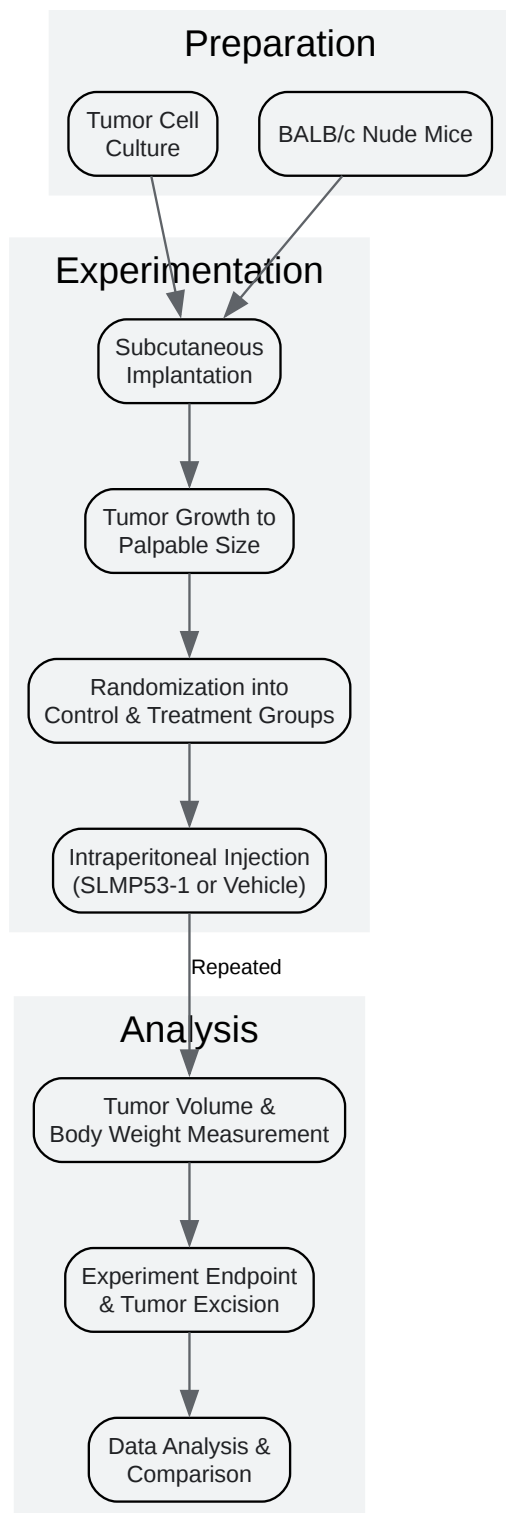 Preparation
Tumor Cell
Culture
BALB/c Nude Mice
Experimentation
Subcutaneous
Implantation
Tumor Growth to
Palpable Size
Randomization into
Control & Treatment Groups
Intraperitoneal Injection
(SLMP53-1 or Vehicle)
Repeated
Analysis
Tumor Volume &
Body Weight Measurement
Experiment Endpoint
& Tumor Excision
Data Analysis &
Comparison